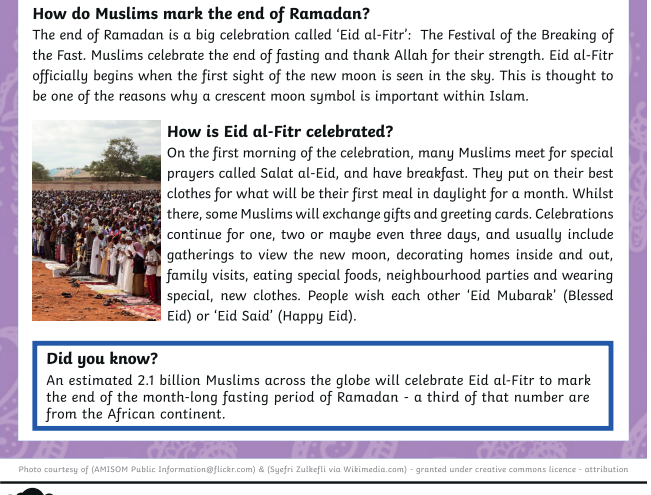 How do Muslims mark the end of Ramadan?
The end of Ramadan is a big celebration called ‘Eid al-Fitr’: The Festival of the Breaking of
the Fast. Muslims celebrate the end of fasting and thank Allah for their strength. Eid al-Fitr
officially begins when the first sight of the new moon is seen in the sky. This is thought to
be one of the reasons why a crescent moon symbol is important within Islam.
How is Eid al-Fitr celebrated?
On the first morning of the celebration, many Muslims meet for special
prayers called Salat al-Eid, and have breakfast. They put on their best
clothes for what will be their first meal in daylight for a month. Whilst
there, some Muslims will exchange gifts and greeting cards. Celebrations
continue for one, two or maybe even three days, and usually include
gatherings to view the new moon, decorating homes inside and out,
family visits, eating special foods, neighbourhood parties and wearing
special, new clothes. People wish each other ‘Eid Mubarak’ (Blessed
Eid) or ‘Eid Said’ (Happy Eid).
Did you know?
An estimated 2.1 billion Muslims across the globe will celebrate Eid al-Fitr to mark
the end of the month-long fasting period of Ramadan - a third of that number are
from the African continent.
Photo courtesy of (AMISOM Public Information@flickr.com) & (Syefri Zulkefli via Wikimedia.com) - granted under creative commons licence - attribution